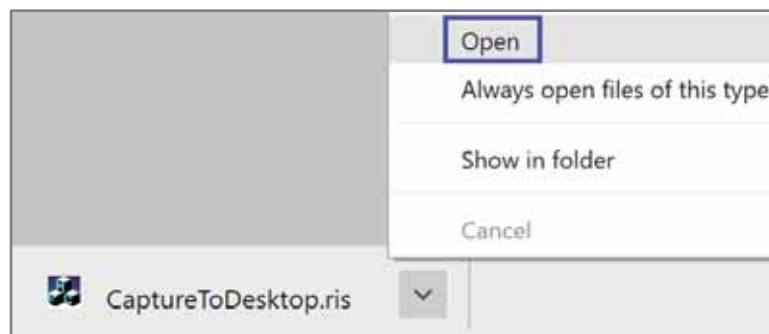 Open
Always open files of this type
Show in folder
Cancel
CaptureToDesktop.ris